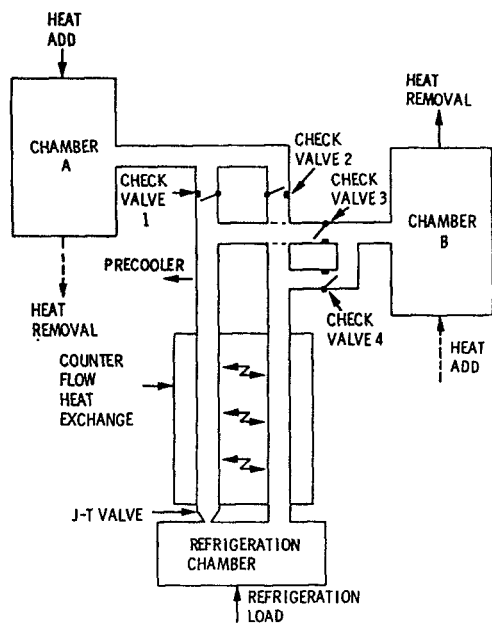 HEAT
ADD
CHAMBER
A
HEAT
REMOVAL
CHECK
VALVE
1
CHECK
VALVE 2
CHECK
VALVE 3
HEAT
REMOVAL
CHAMBER
B
PRECOOLER
CHECK
VALVE 4
HEAT
ADD
COUNTER
FLOW
HEAT
EXCHANGE
J-T VALVE
REFRIGERATION
CHAMBER
REFRIGERATION
LOAD